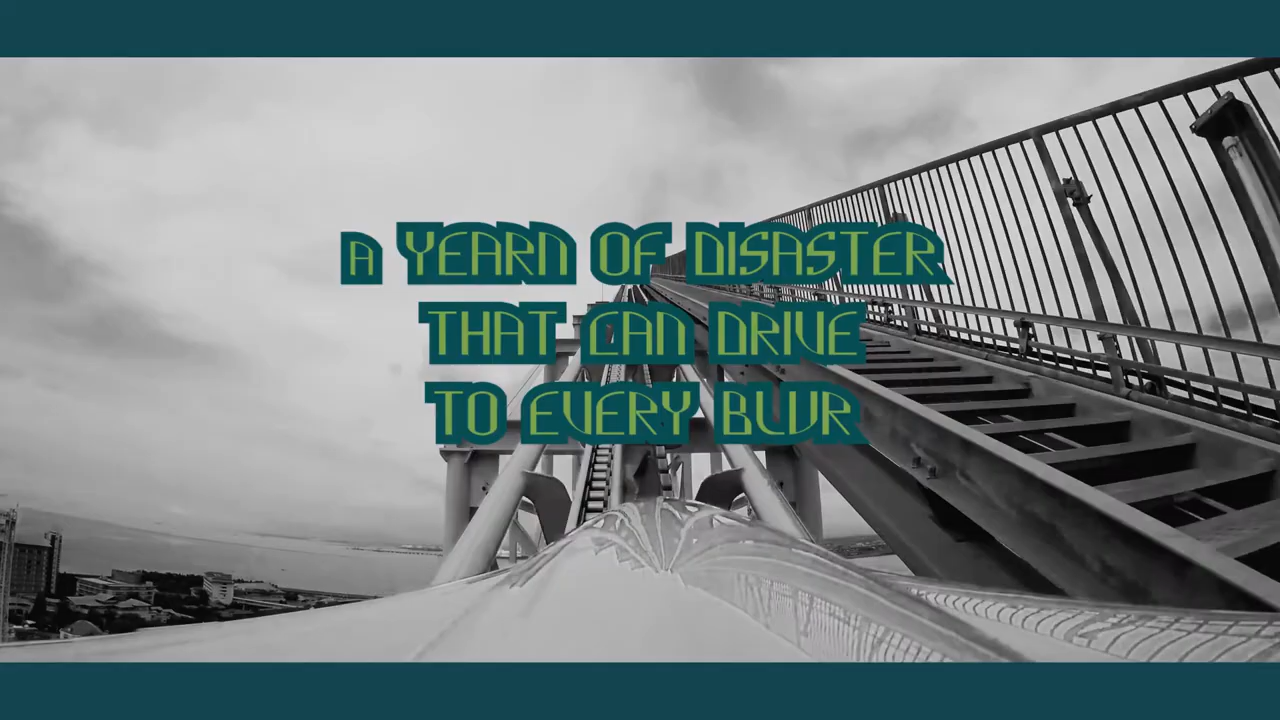 A YEARN OF DISASTER
THAT CAN DRIVE
TO EVERY BLUR